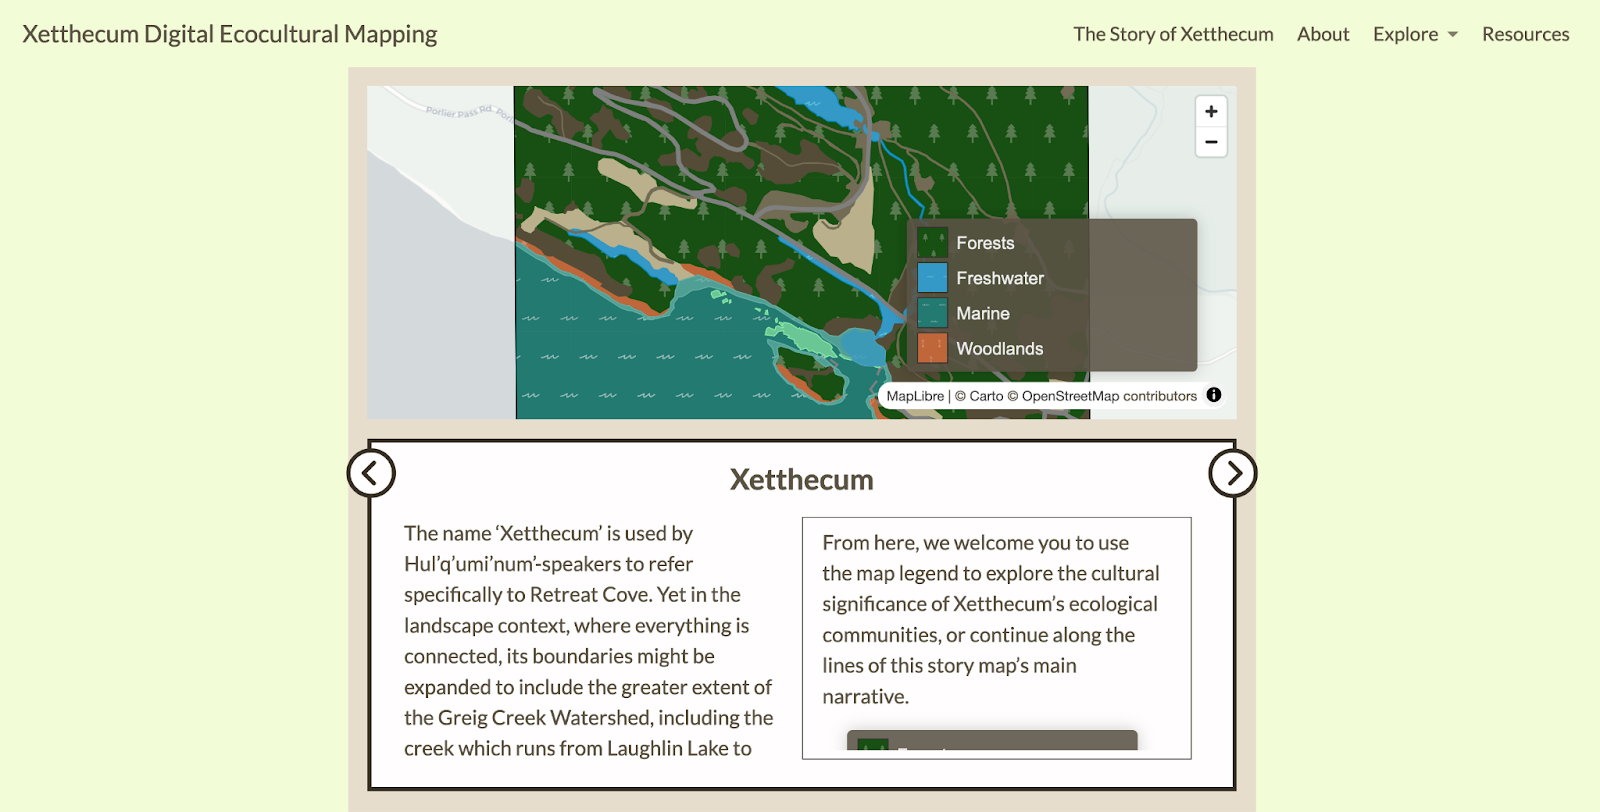 Xetthecum Digital Ecocultural Mapping
The Story of Xetthecum
About
Explore
Resources
Porlier Pass Rd
+
−
Forests
Freshwater
Marine
Woodlands
MapLibre | © Carto © OpenStreetMap contributors
Xetthecum
The name ‘Xetthecum’ is used by
Hul’q’umi’num’-speakers to refer
specifically to Retreat Cove. Yet in the
landscape context, where everything is
connected, its boundaries might be
expanded to include the greater extent of
the Greig Creek Watershed, including the
creek which runs from Laughlin Lake to
From here, we welcome you to use
the map legend to explore the cultural
significance of Xetthecum’s ecological
communities, or continue along the
lines of this story map’s main
narrative.